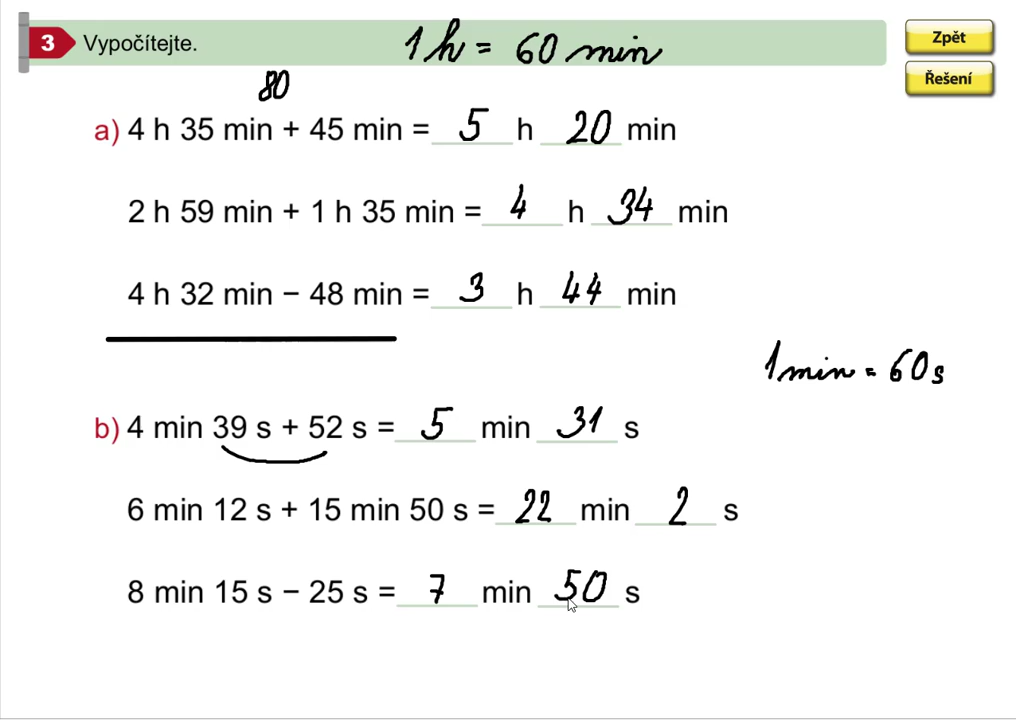 3 Vypočítejte. 1 h = 60 min Zpět
Řešení
80
a) 4 h 35 min + 45 min = 5 h 20 min
2 h 59 min + 1 h 35 min = 4 h 34 min
4 h 32 min − 48 min = 3 h 44 min
1 min = 60 s
b) 4 min 39 s + 52 s = 5 min 31 s
6 min 12 s + 15 min 50 s = 22 min 2 s
8 min 15 s − 25 s = 7 min 50 s